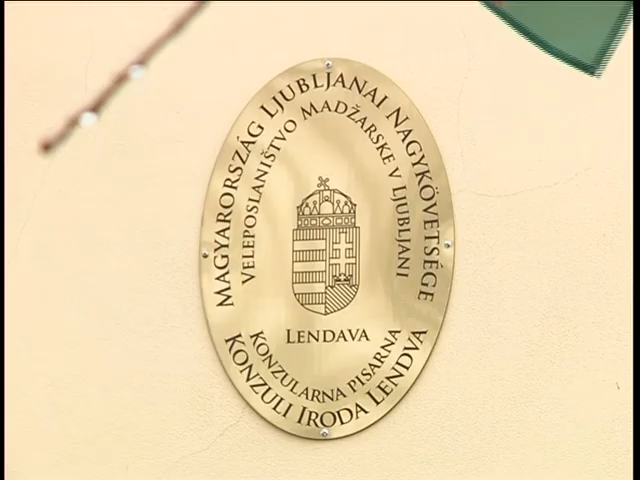 MAGYARORSZÁG LJUBLJANAI NAGYKÖVETSÉGE
VELEPOSLANIŠTVO MADŽARSKE V LJUBLJANI
LENDAVA
KONZULARNA PISARNA
KONZULI IRODA LENDVA